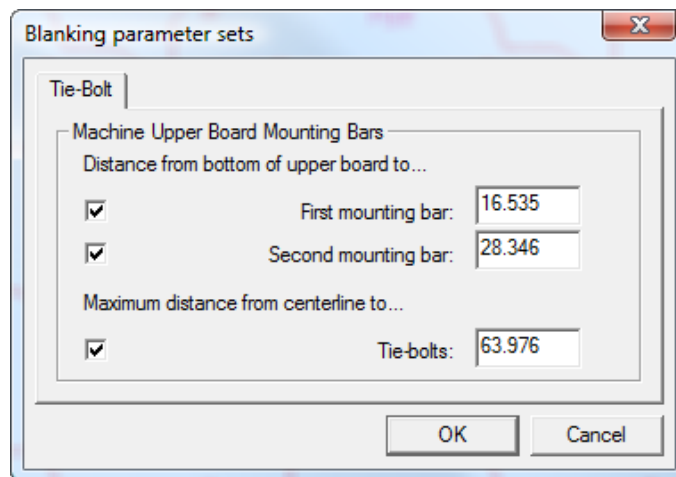 Blanking parameter sets
Tie-Bolt
Machine Upper Board Mounting Bars
Distance from bottom of upper board to...
First mounting bar: 16.535
Second mounting bar: 28.346
Maximum distance from centerline to...
Tie-bolts: 63.976
OK Cancel